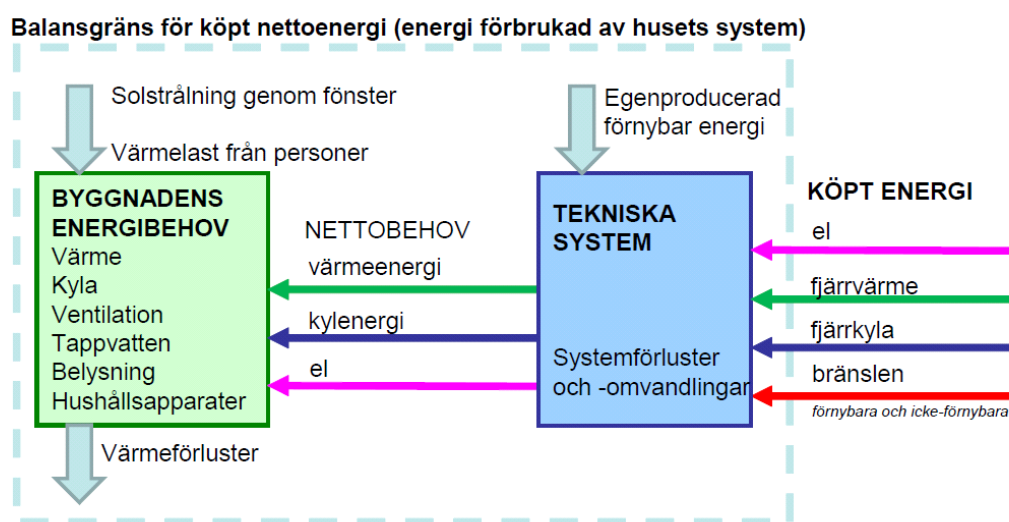 Balansgräns för köpt nettoenergi (energi förbrukad av husets system)
Solstrålning genom fönster
Värmelast från personer
Egenproducerad
förnybar energi
BYGGNADENS
ENERGIBEHOV
Värme
Kyla
Ventilation
Tappvatten
Belysning
Hushållsapparater
NETTOBEHOV
värmeenergi
kylenergi
el
TEKNISKA
SYSTEM
Systemförluster
och -omvandlingar
KÖPT ENERGI
el
fjärrvärme
fjärrkyla
bränslen
förnybara och icke-förnybara
Värmeförluster